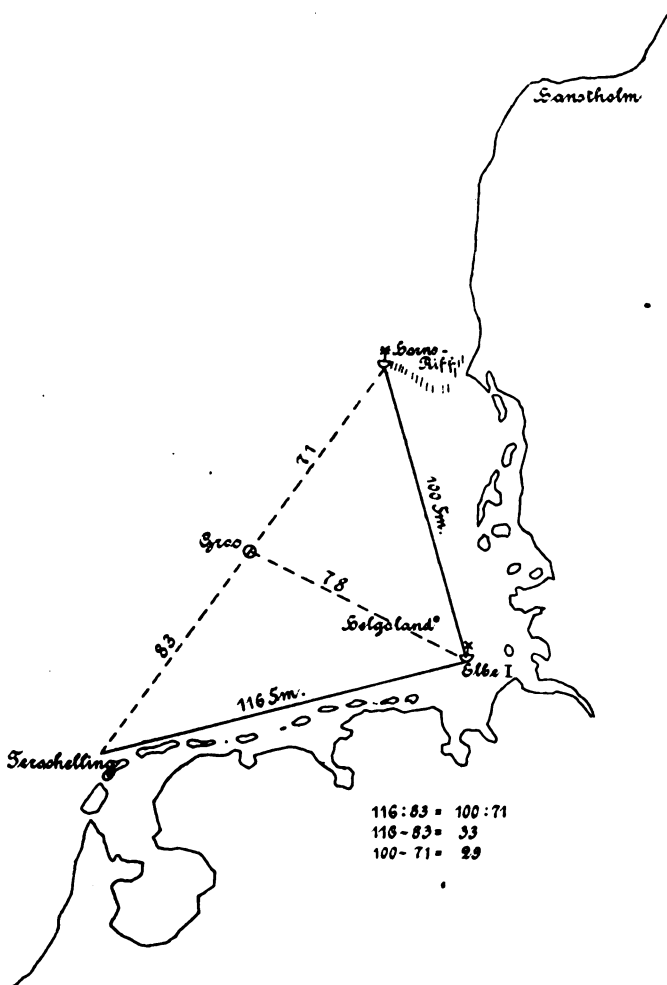 Hanstholm
Horns-
Riff
71
100 Sm.
78
Helgoland
83
Elbe I
116 Sm.
Terschelling
116:83 = 100:71
116-83= 33
100-71= 29